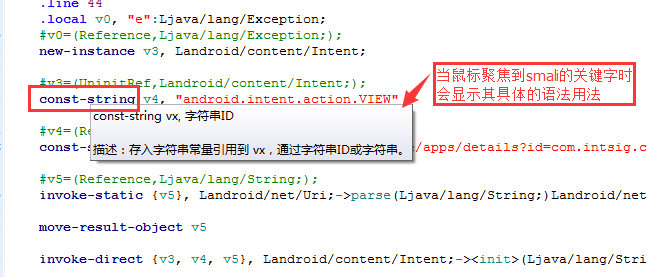 .line 44
.local v0, "e":Ljava/lang/Exception;
#v0=(Reference,Ljava/lang/Exception;);
new-instance v3, Landroid/content/Intent;
#v3=(UninitRef,Landroid/content/Intent;);
const-string v4, "android.intent.action.VIEW"
当鼠标聚焦到smali的关键字时
会显示其具体的语法用法
const-string vx, 字符串ID
#v4=(Re
描述：存入字符串常量引用到 vx，通过字符串ID或字符串。
const-s /apps/details?id=com.intsig.c
#v5=(Reference,Ljava/lang/String;);
invoke-static {v5}, Landroid/net/Uri;->parse(Ljava/lang/String;)Landroid/net
move-result-object v5
invoke-direct {v3, v4, v5}, Landroid/content/Intent;-><init>(Ljava/lang/Stri